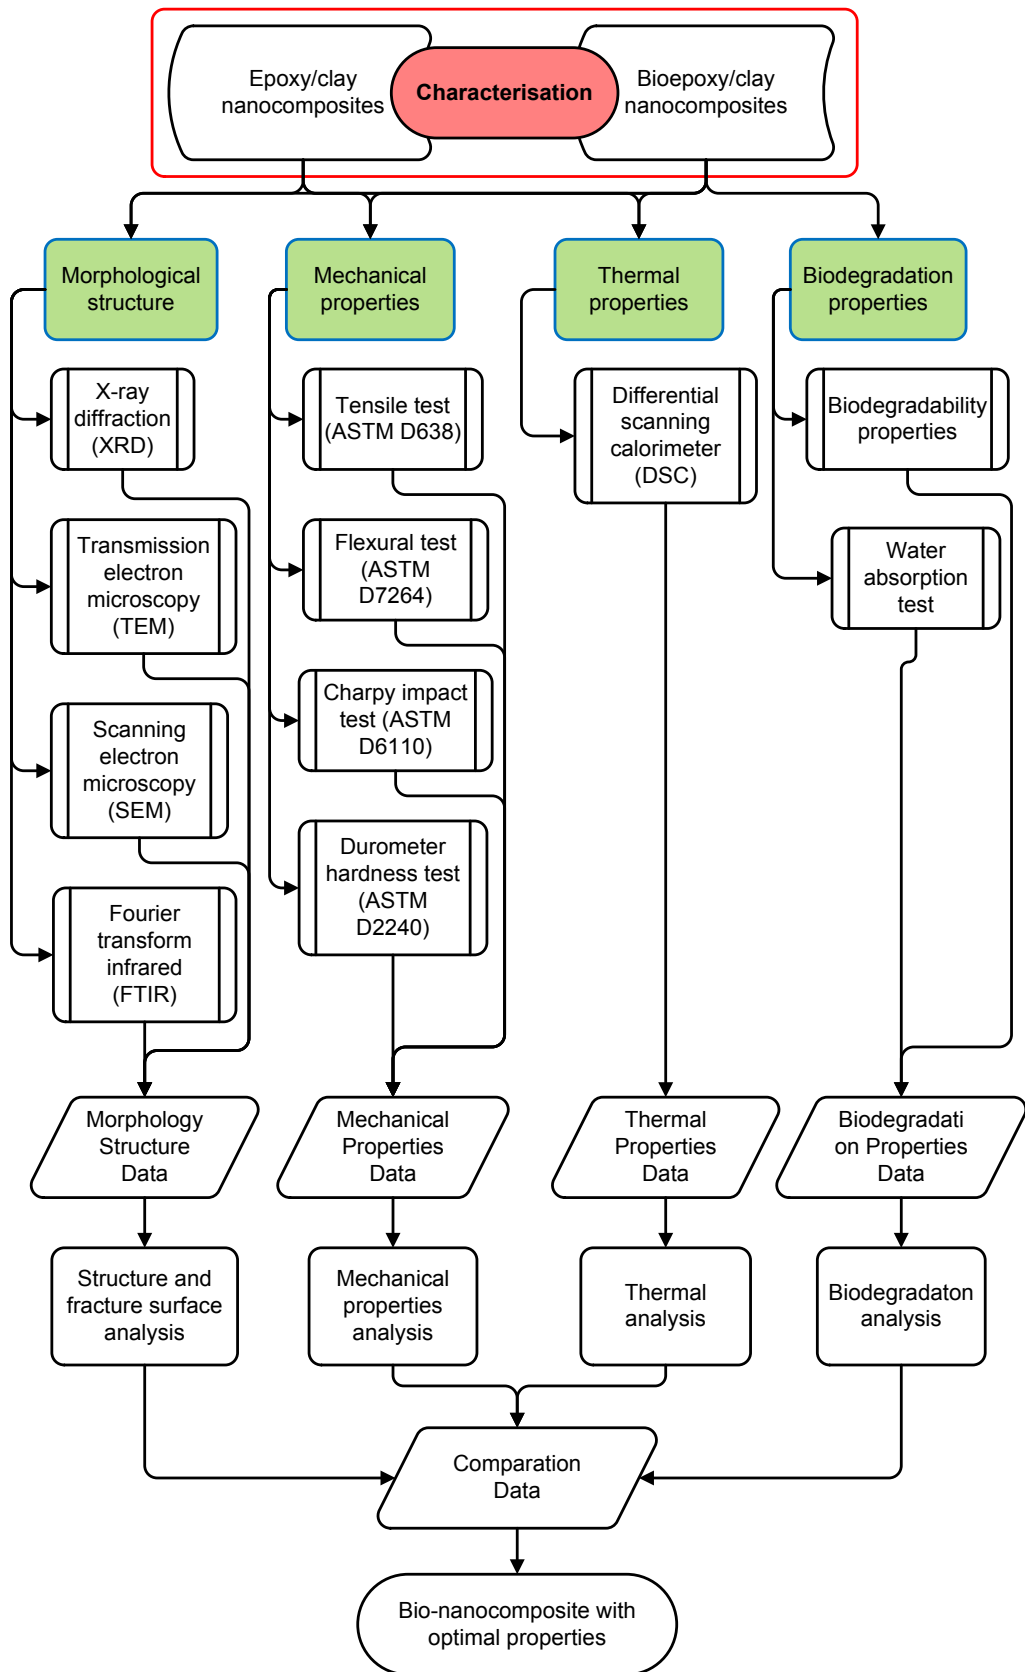 Epoxy/clay
nanocomposites
Characterisation
Bioepoxy/clay
nanocomposites
Morphological
structure
Mechanical
properties
Thermal
properties
Biodegradation
properties
X-ray
diffraction
(XRD)
Tensile test
(ASTM D638)
Differential
scanning
calorimeter
(DSC)
Biodegradability
properties
Transmission
electron
microscopy
(TEM)
Flexural test
(ASTM
D7264)
Water
absorption
test
Scanning
electron
microscopy
(SEM)
Charpy impact
test (ASTM
D6110)
Fourier
transform
infrared
(FTIR)
Durometer
hardness test
(ASTM
D2240)
Morphology
Structure
Data
Mechanical
Properties
Data
Thermal
Properties
Data
Biodegradati
on Properties
Data
Structure and
fracture surface
analysis
Mechanical
properties
analysis
Thermal
analysis
Biodegradaton
analysis
Comparation
Data
Bio-nanocomposite with
optimal properties